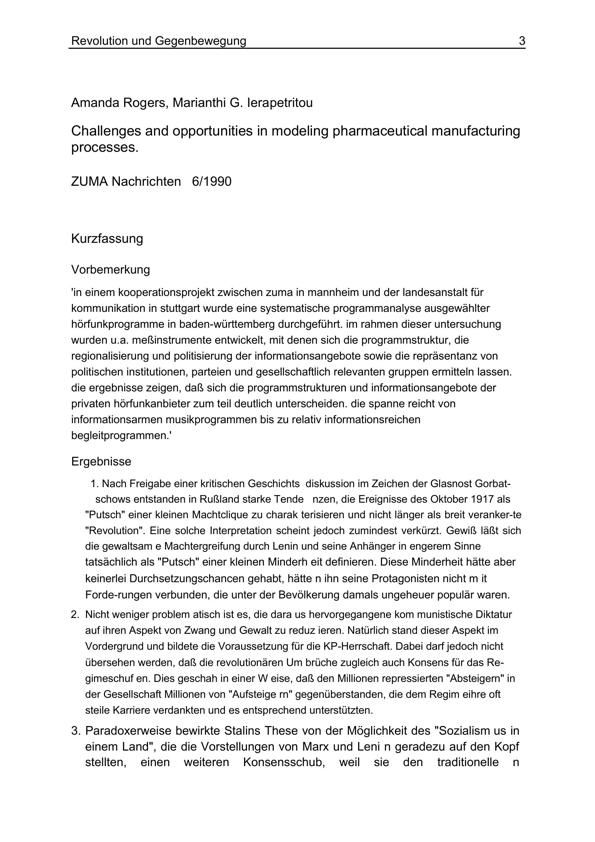 Revolution und Gegenbewegung 3
Amanda Rogers, Marianthi G. Ierapetritou
Challenges and opportunities in modeling pharmaceutical manufacturing
processes.
ZUMA Nachrichten 6/1990
Kurzfassung
Vorbemerkung
'in einem kooperationsprojekt zwischen zuma in mannheim und der landesanstalt für
kommunikation in stuttgart wurde eine systematische programmanalyse ausgewählter
hörfunkprogramme in baden-württemberg durchgeführt. im rahmen dieser untersuchung
wurden u.a. meßinstrumente entwickelt, mit denen sich die programmstruktur, die
regionalisierung und politisierung der informationsangebote sowie die repräsentanz von
politischen institutionen, parteien und gesellschaftlich relevanten gruppen ermitteln lassen.
die ergebnisse zeigen, daß sich die programmstrukturen und informationsangebote der
privaten hörfunkanbieter zum teil deutlich unterscheiden. die spanne reicht von
informationsarmen musikprogrammen bis zu relativ informationsreichen
begleitprogrammen.'
Ergebnisse
1. Nach Freigabe einer kritischen Geschichts diskussion im Zeichen der Glasnost Gorbat-
schows entstanden in Rußland starke Tende nzen, die Ereignisse des Oktober 1917 als
"Putsch" einer kleinen Machtclique zu charak terisieren und nicht länger als breit veranker-te
"Revolution". Eine solche Interpretation scheint jedoch zumindest verkürzt. Gewiß läßt sich
die gewaltsam e Machtergreifung durch Lenin und seine Anhänger in engerem Sinne
tatsächlich als "Putsch" einer kleinen Minderh eit definieren. Diese Minderheit hätte aber
keinerlei Durchsetzungschancen gehabt, hätte n ihn seine Protagonisten nicht m it
Forde-rungen verbunden, die unter der Bevölkerung damals ungeheuer populär waren.
2. Nicht weniger problem atisch ist es, die dara us hervorgegangene kom munistische Diktatur
auf ihren Aspekt von Zwang und Gewalt zu reduz ieren. Natürlich stand dieser Aspekt im
Vordergrund und bildete die Voraussetzung für die KP-Herrschaft. Dabei darf jedoch nicht
übersehen werden, daß die revolutionären Um brüche zugleich auch Konsens für das Re-
gimeschuf en. Dies geschah in einer W eise, daß den Millionen repressierten "Absteigern" in
der Gesellschaft Millionen von "Aufsteige rn" gegenüberstanden, die dem Regim eihre oft
steile Karriere verdankten und es entsprechend unterstützten.
3. Paradoxerweise bewirkte Stalins These von der Möglichkeit des "Sozialism us in
einem Land", die die Vorstellungen von Marx und Leni n geradezu auf den Kopf
stellten, einen weiteren Konsensschub, weil sie den traditionelle n